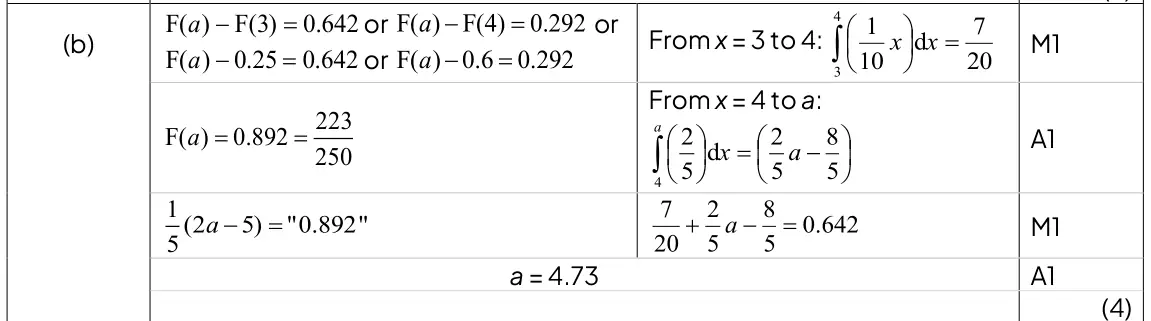 (b)
F(a) − F(3) = 0.642 or F(a) − F(4) = 0.292 or
F(a) − 0.25 = 0.642 or F(a) − 0.6 = 0.292
From x = 3 to 4: ∫₃⁴ (1/10 x) dx = 7/20
M1
F(a) = 0.892 = 223/250
From x = 4 to a:
∫₄ᵃ (2/5) dx = (2/5 a − 8/5)
A1
1/5 (2a − 5) = "0.892"
7/20 + 2/5 a − 8/5 = 0.642
M1
a = 4.73
A1
(4)